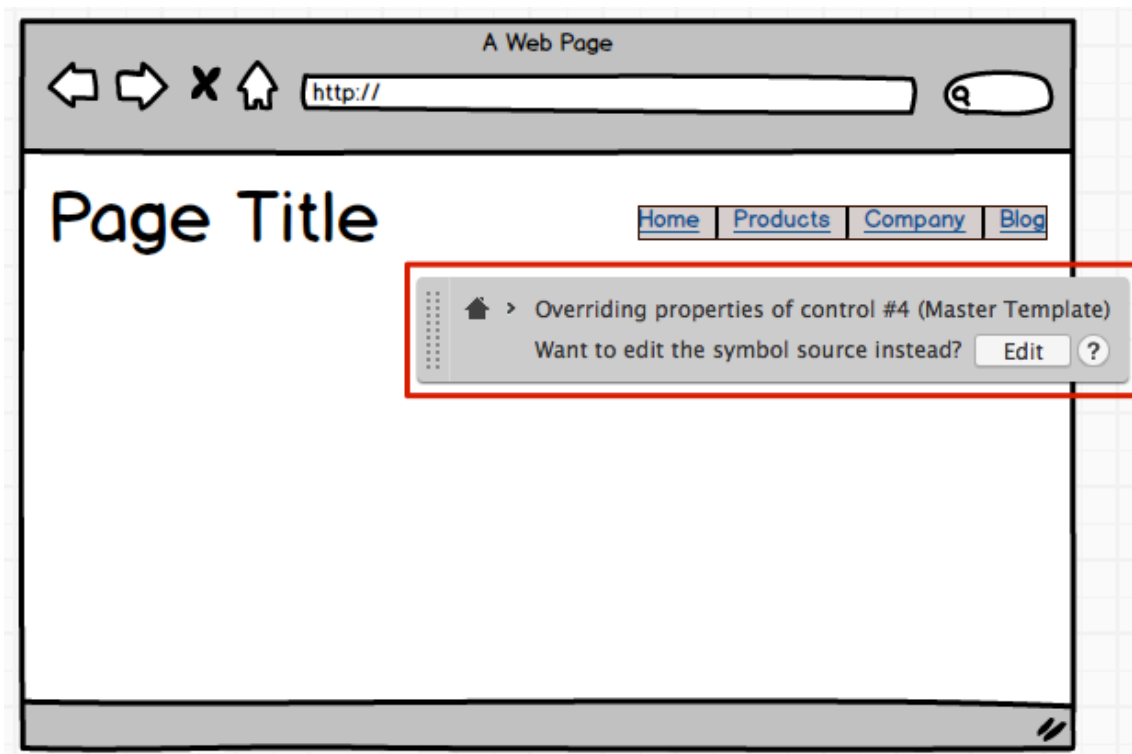 A Web Page
http://
Page Title
Home Products Company Blog
> Overriding properties of control #4 (Master Template)
Want to edit the symbol source instead? Edit ?